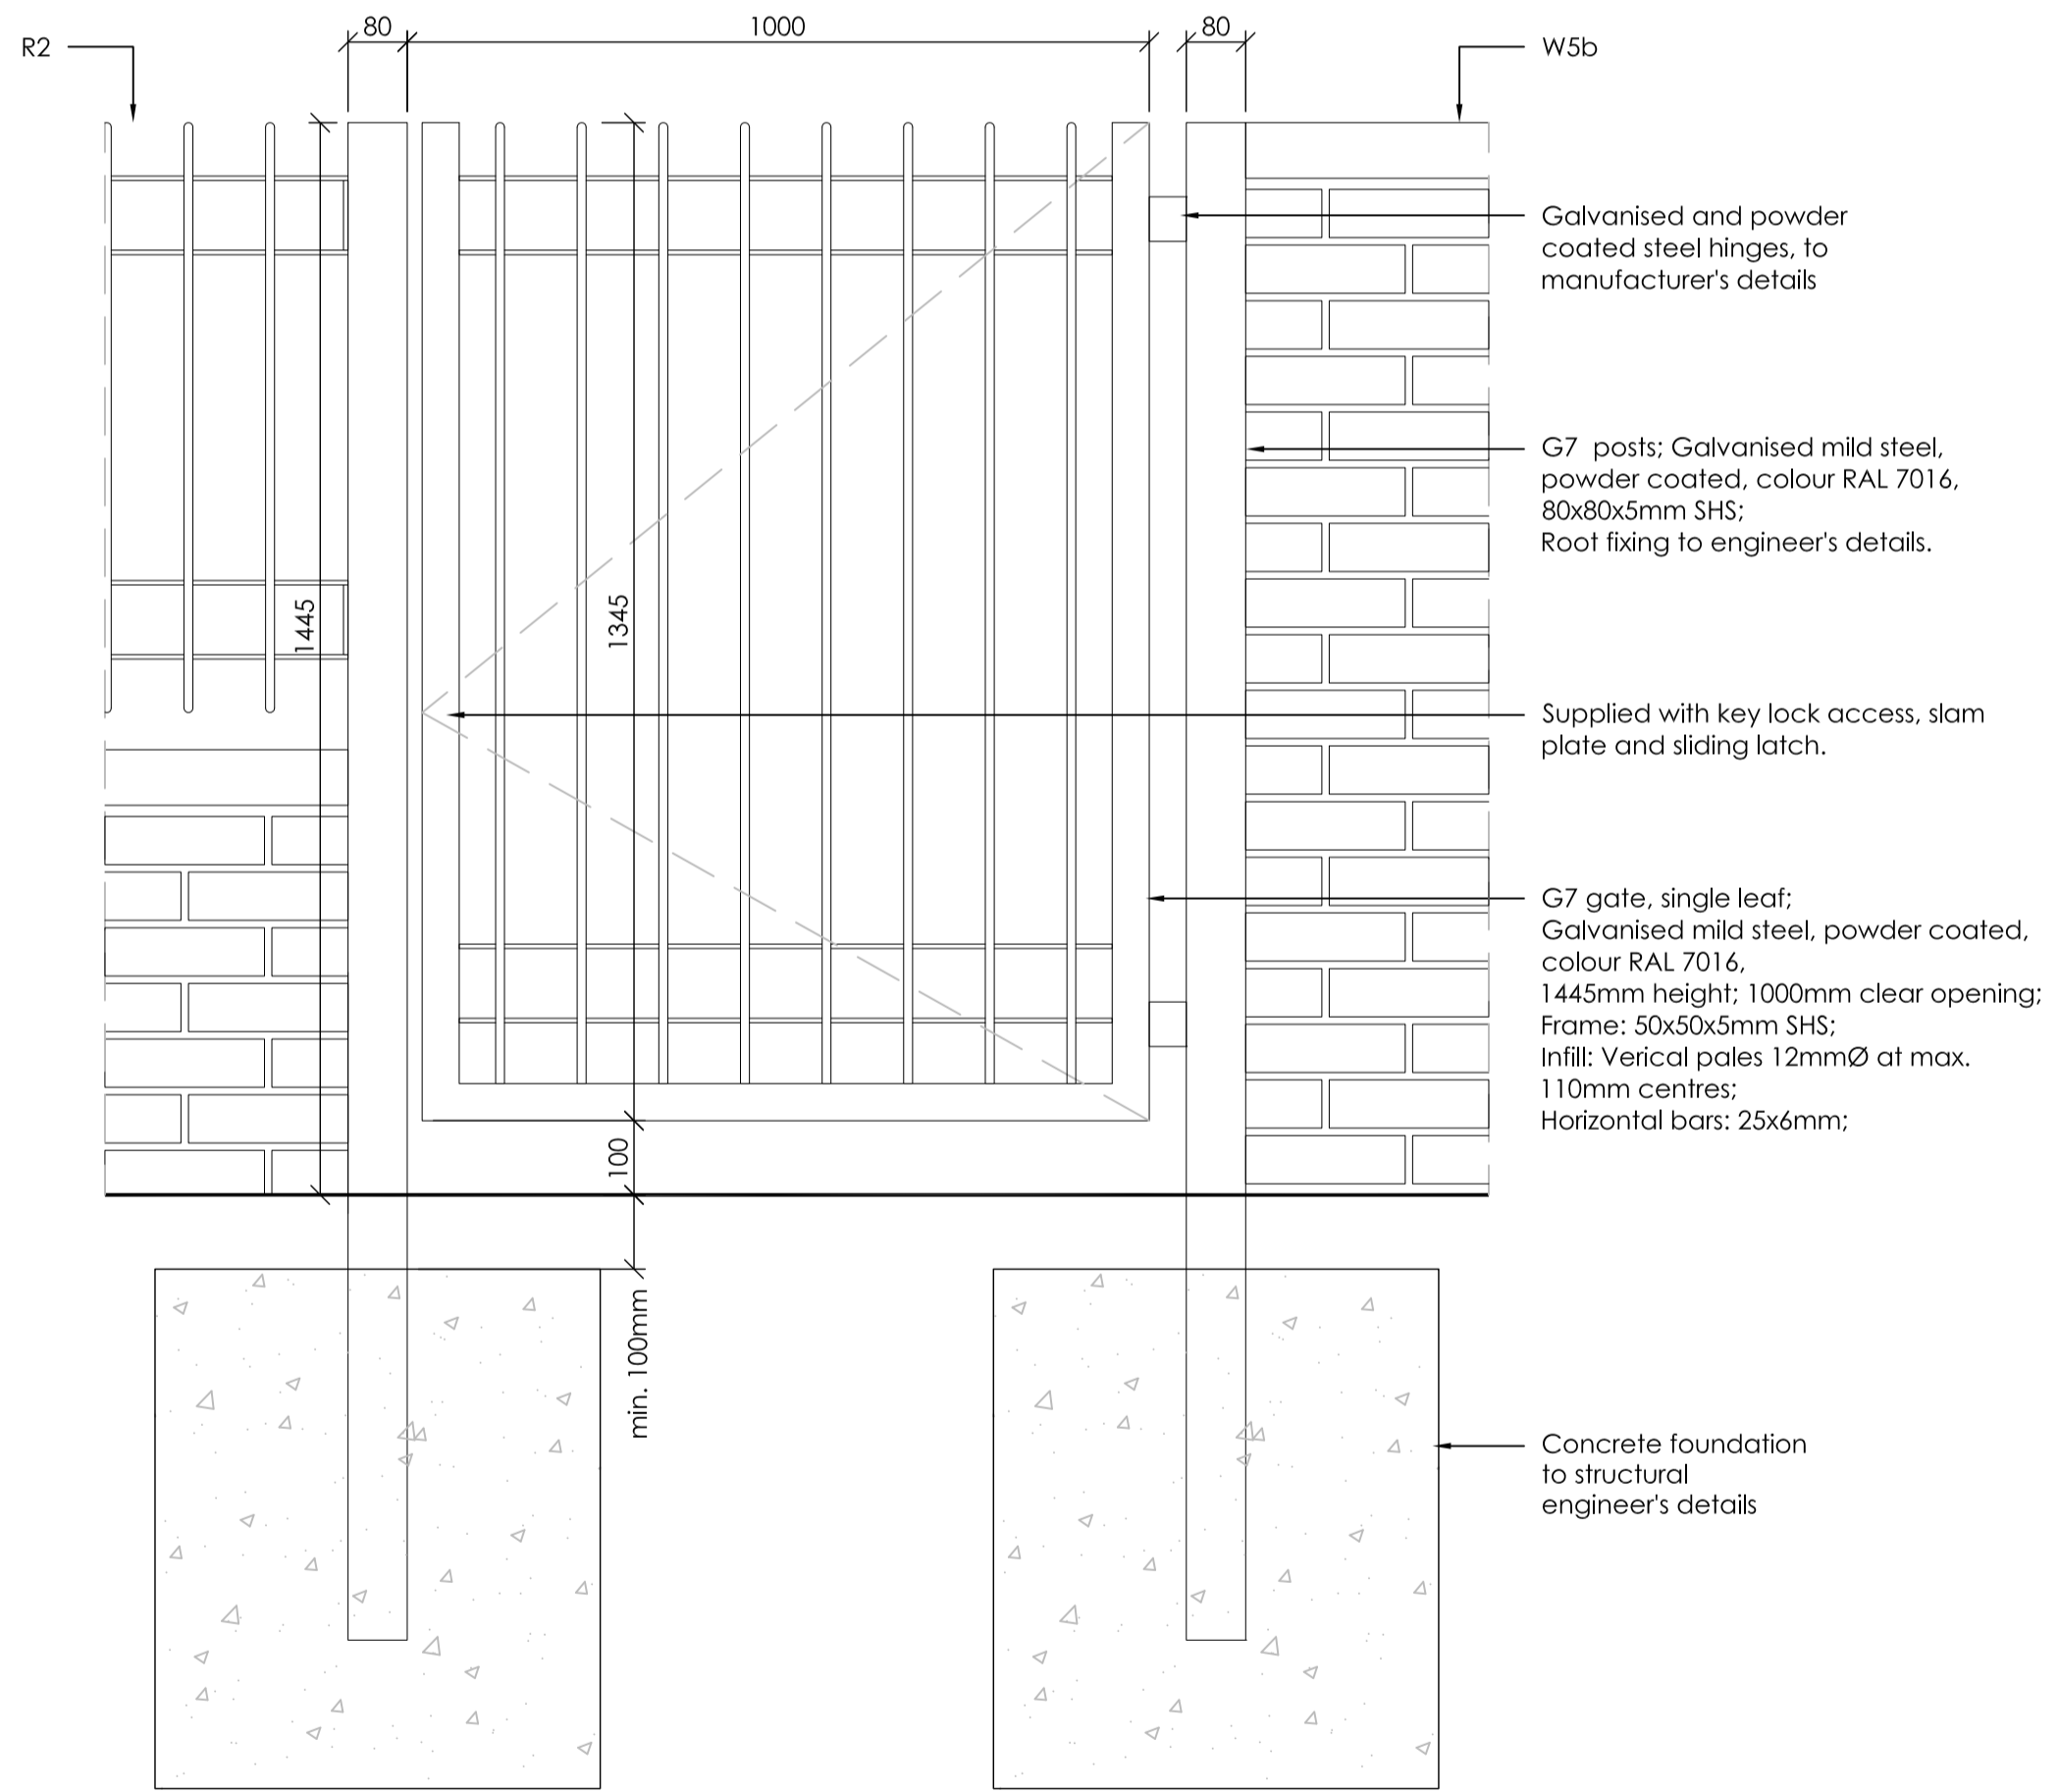 80
1000
80
R2
W5b
Galvanised and powder
coated steel hinges, to
manufacturer's details
G7 posts; Galvanised mild steel,
powder coated, colour RAL 7016,
80x80x5mm SHS;
Root fixing to engineer's details.
1445
1345
Supplied with key lock access, slam
plate and sliding latch.
G7 gate, single leaf;
Galvanised mild steel, powder coated,
colour RAL 7016,
1445mm height; 1000mm clear opening;
Frame: 50x50x5mm SHS;
Infill: Verical pales 12mmØ at max.
110mm centres;
Horizontal bars: 25x6mm;
100
min. 100mm
Concrete foundation
to structural
engineer's details